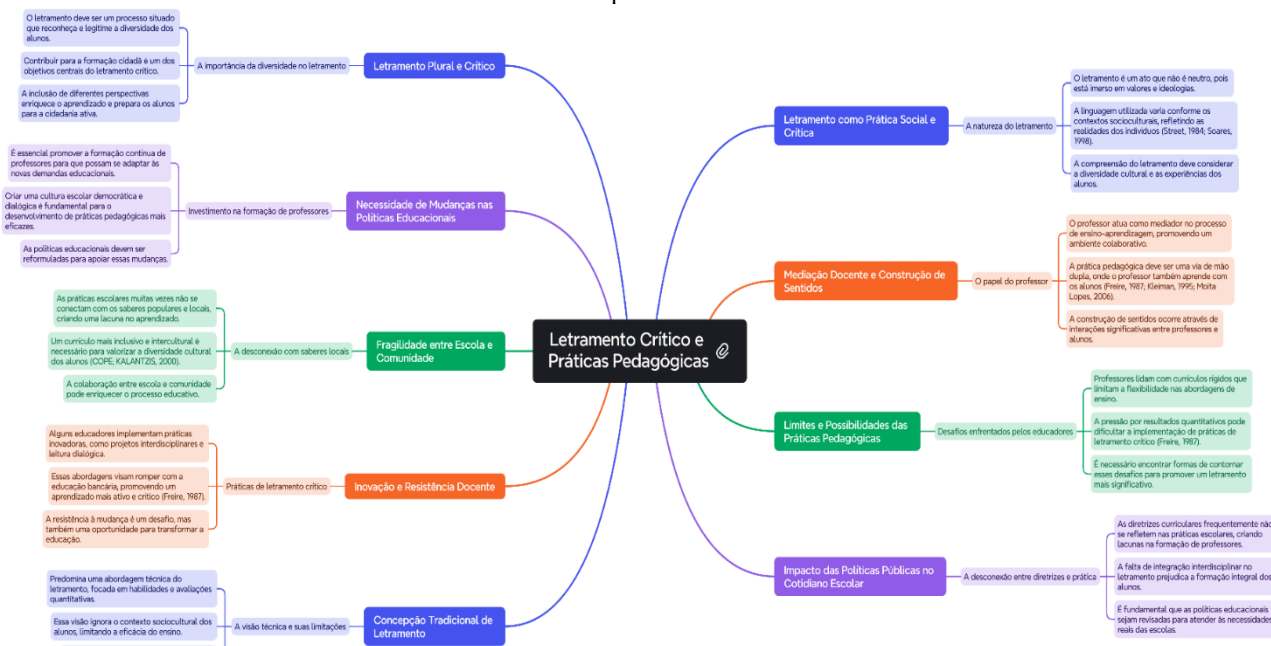 Letramento Crítico e
Práticas Pedagógicas
Letramento Plural e Crítico
A importância da diversidade no letramento
O letramento deve ser um processo situado
que reconheça e legitime a diversidade dos
alunos.
Contribuir para a formação cidadã é um dos
objetivos centrais do letramento crítico.
A inclusão de diferentes perspectivas
enriquece o aprendizado e prepara os alunos
para a cidadania ativa.
Necessidade de Mudanças nas
Políticas Educacionais
Investimento na formação de professores
É essencial promover a formação contínua de
professores para que possam se adaptar às
novas demandas educacionais.
Criar uma cultura escolar democrática e
dialógica é fundamental para o
desenvolvimento de práticas pedagógicas mais
eficazes.
As políticas educacionais devem ser
reformuladas para apoiar essas mudanças.
Fragilidade entre Escola e
Comunidade
A desconexão com saberes locais
As práticas escolares muitas vezes não se
conectam com os saberes populares e locais,
criando uma lacuna no aprendizado.
Um currículo mais inclusivo e intercultural é
necessário para valorizar a diversidade cultural
dos alunos (COPE; KALANTZIS, 2000).
A colaboração entre escola e comunidade
pode enriquecer o processo educativo.
Inovação e Resistência Docente
Práticas de letramento crítico
Alguns educadores implementam práticas
inovadoras, como projetos interdisciplinares e
leitura dialógica.
Essas abordagens visam romper com a
educação bancária, promovendo um
aprendizado mais ativo e crítico (Freire, 1987).
A resistência à mudança é um desafio, mas
também uma oportunidade para transformar a
educação.
Concepção Tradicional de
Letramento
A visão técnica e suas limitações
Predomina uma abordagem técnica do
letramento, focada em habilidades e avaliações
quantitativas.
Essa visão ignora o contexto sociocultural dos
alunos, limitando a eficácia do ensino.
Letramento como Prática Social e
Crítica
A natureza do letramento
O letramento é um ato que não é neutro, pois
está imerso em valores e ideologias.
A linguagem utilizada varia conforme os
contextos socioculturais, refletindo as
realidades dos indivíduos (Street, 1984; Soares,
1998).
A compreensão do letramento deve considerar
a diversidade cultural e as experiências dos
alunos.
Mediação Docente e Construção de
Sentidos
O papel do professor
O professor atua como mediador no processo
de ensino-aprendizagem, promovendo um
ambiente colaborativo.
A prática pedagógica deve ser uma via de mão
dupla, onde o professor também aprende com
os alunos (Freire, 1987; Kleiman, 1995; Moita
Lopes, 2006).
A construção de sentidos ocorre através de
interações significativas entre professores e
alunos.
Limites e Possibilidades das
Práticas Pedagógicas
Desafios enfrentados pelos educadores
Professores lidam com currículos rígidos que
limitam a flexibilidade nas abordagens de
ensino.
A pressão por resultados quantitativos pode
dificultar a implementação de práticas de
letramento crítico (Freire, 1987).
É necessário encontrar formas de contornar
esses desafios para promover um letramento
mais significativo.
Impacto das Políticas Públicas no
Cotidiano Escolar
A desconexão entre diretrizes e prática
As diretrizes curriculares frequentemente não
se refletem nas práticas escolares, criando
lacunas na formação de professores.
A falta de integração interdisciplinar no
letramento prejudica a formação integral dos
alunos.
É fundamental que as políticas educacionais
sejam revisadas para atender às necessidades
reais das escolas.